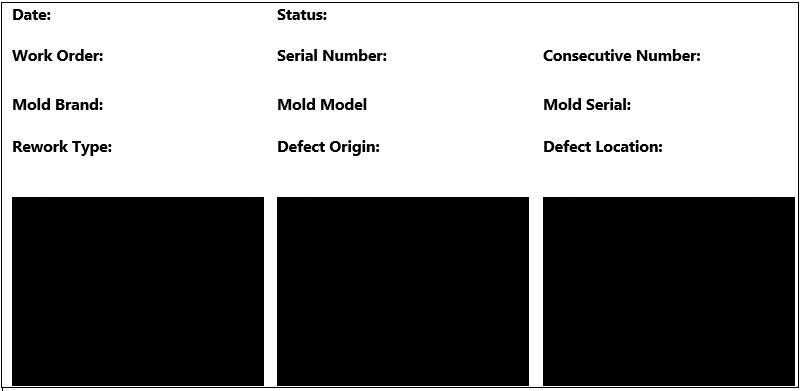 Date: Status:
Work Order: Serial Number: Consecutive Number:
Mold Brand: Mold Model Mold Serial:
Rework Type: Defect Origin: Defect Location: